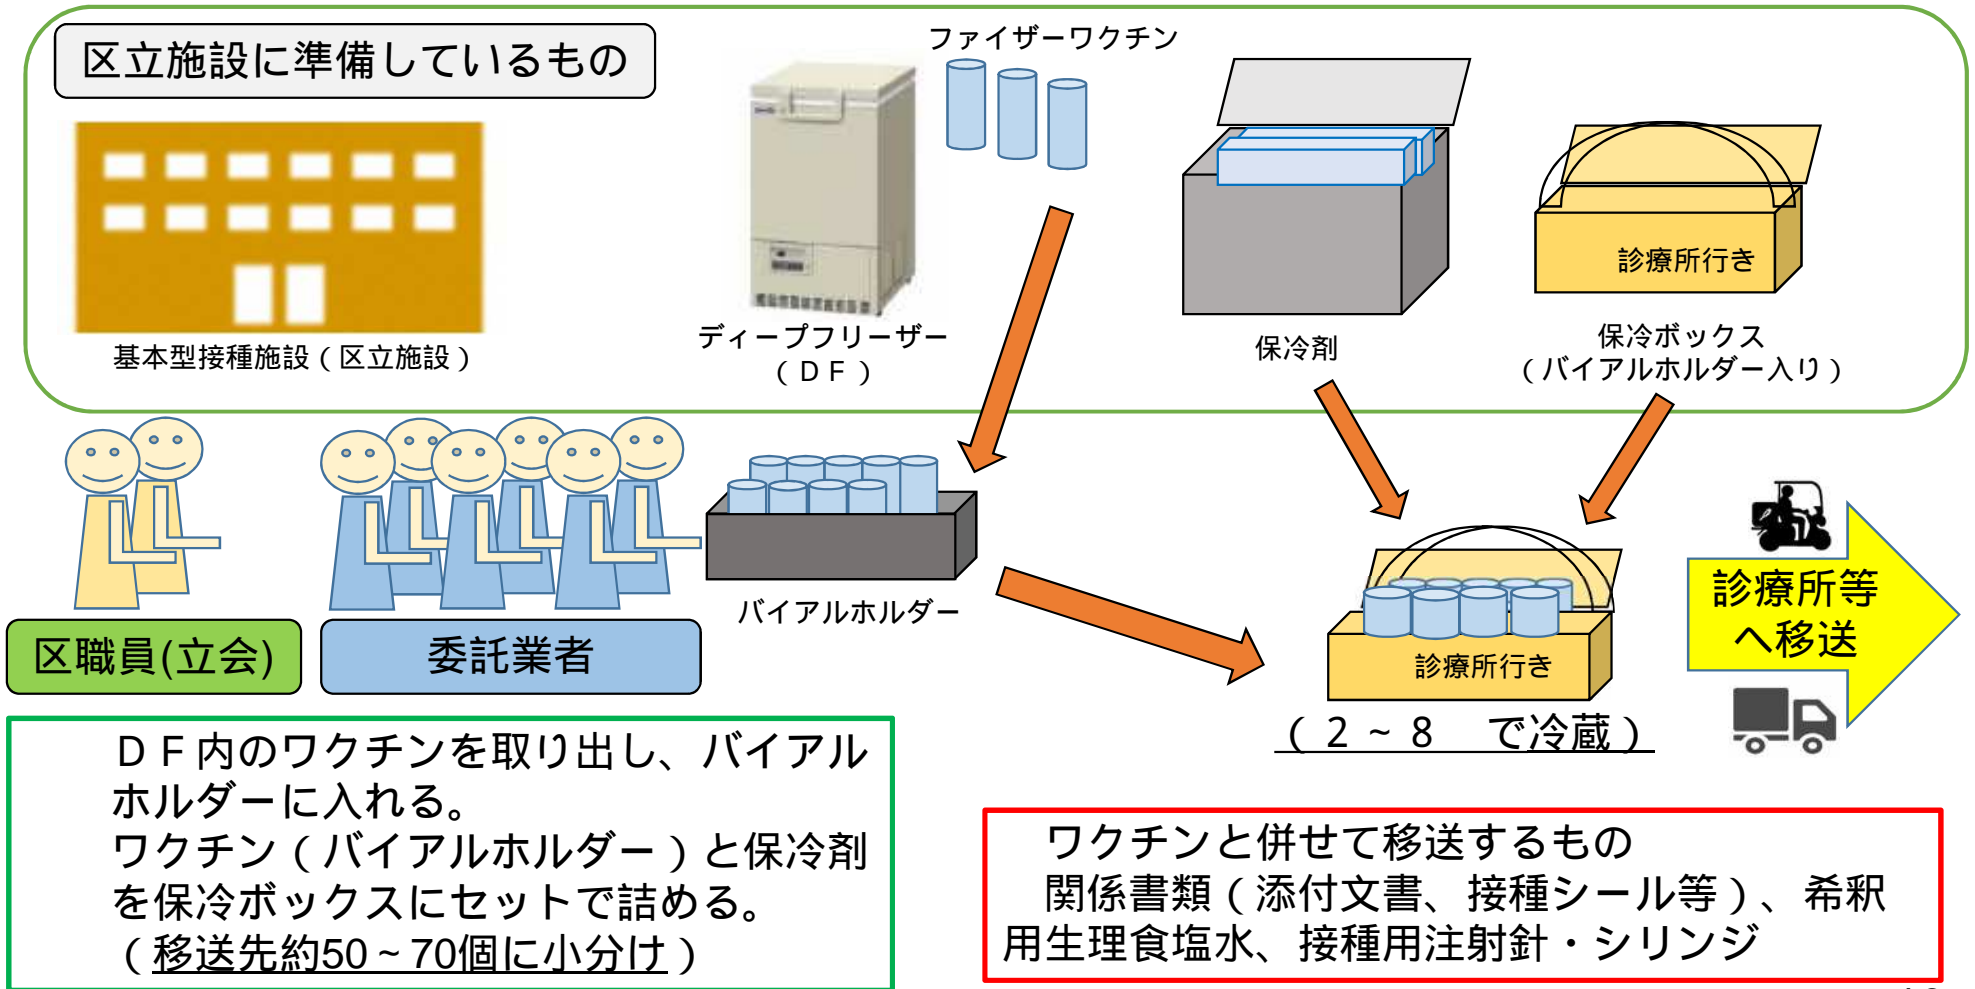 区立施設に準備しているもの
ファイザーワクチン
診療所行き
基本型接種施設（区立施設）
ディープフリーザー
（ＤＦ）
保冷剤
保冷ボックス
（バイアルホルダー入り）
バイアルホルダー
区職員(立会)
委託業者
診療所行き
（２～８　で冷蔵）
診療所等
へ移送
ＤＦ内のワクチンを取り出し、バイアル
ホルダーに入れる。
ワクチン（バイアルホルダー）と保冷剤
を保冷ボックスにセットで詰める。
（移送先約50～70個に小分け）
ワクチンと併せて移送するもの
関係書類（添付文書、接種シール等）、希釈
用生理食塩水、接種用注射針・シリンジ